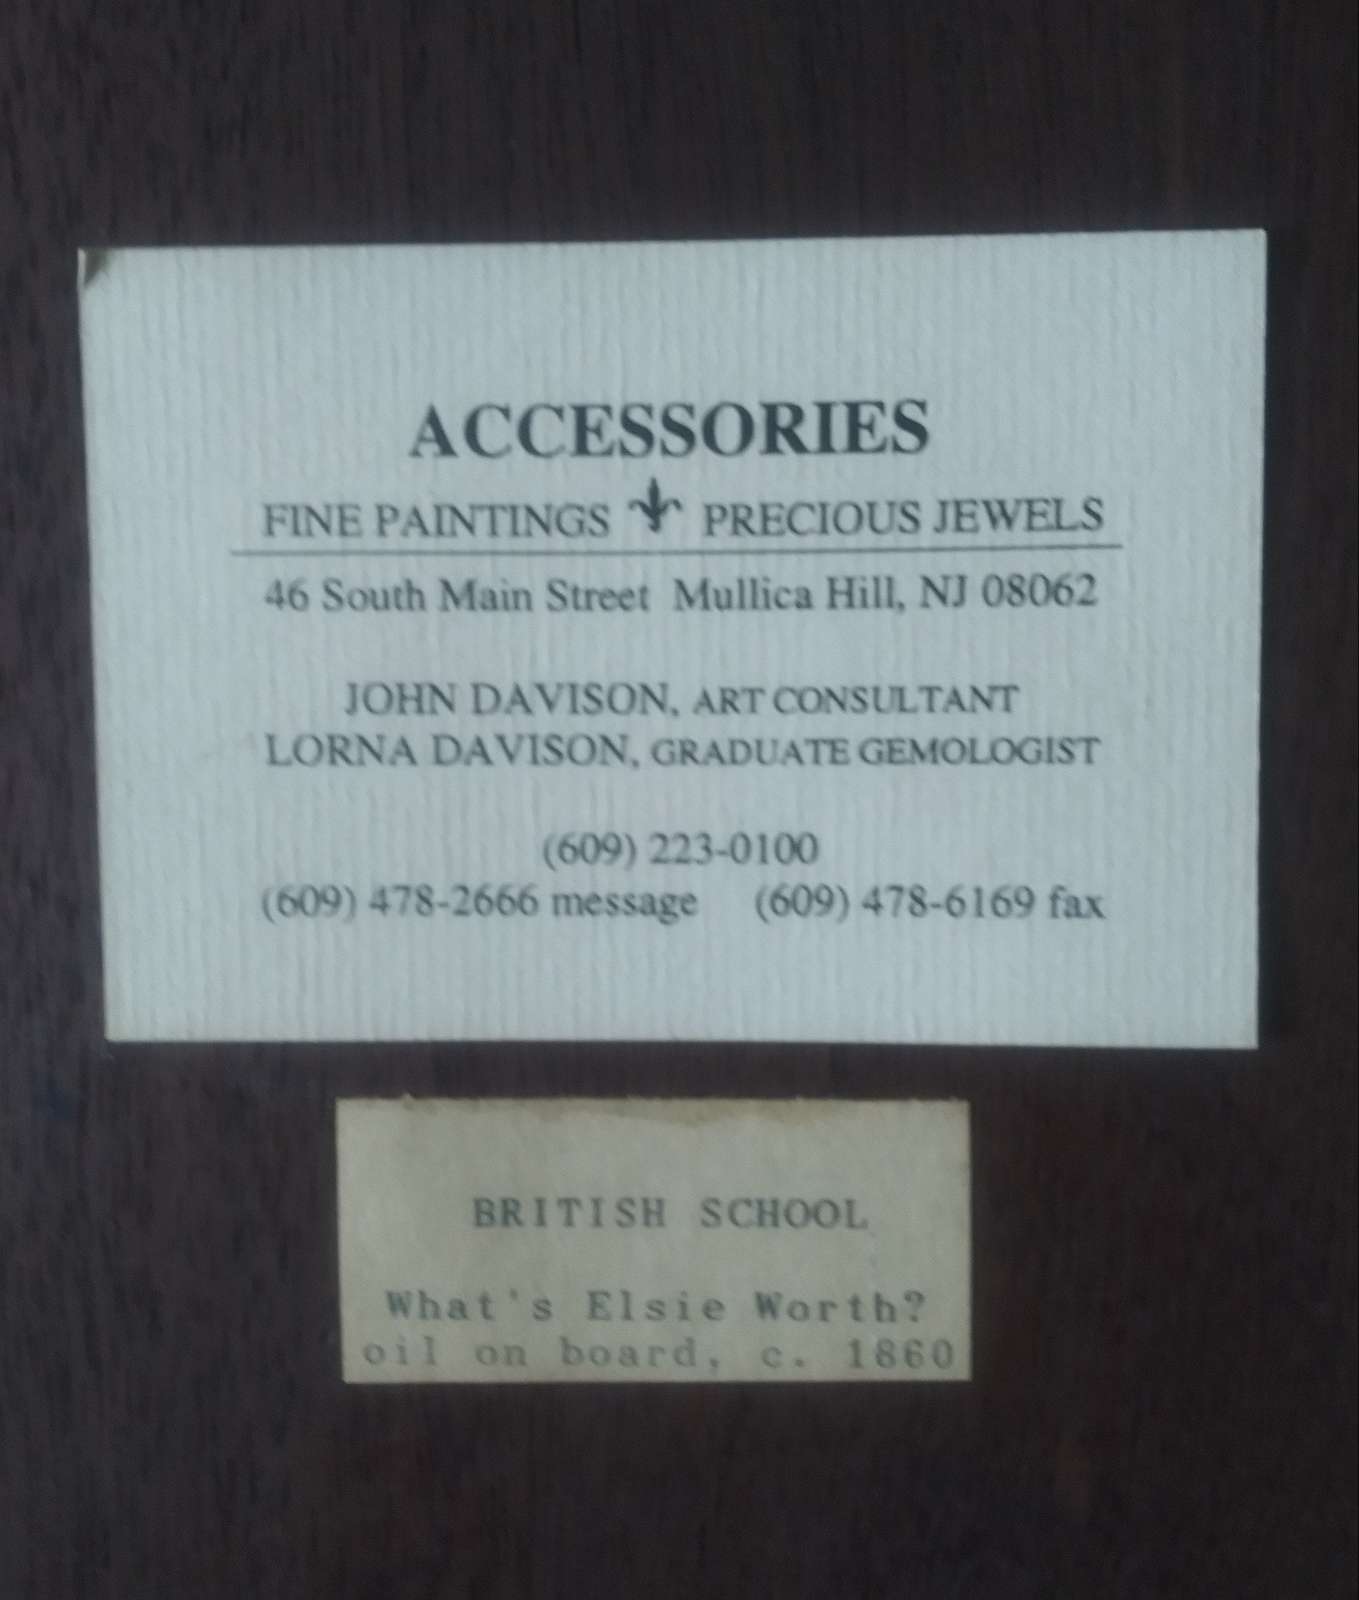 ACCESSORIES
FINE PAINTINGS PRECIOUS JEWELS
46 South Main Street Mullica Hill, NJ 08062
JOHN DAVISON, ART CONSULTANT
LORNA DAVISON, GRADUATE GEMOLOGIST
(609) 223-0100
(609) 478-2666 message (609) 478-6169 fax
BRITISH SCHOOL
What's Elsie Worth?
oil on board, c. 1860